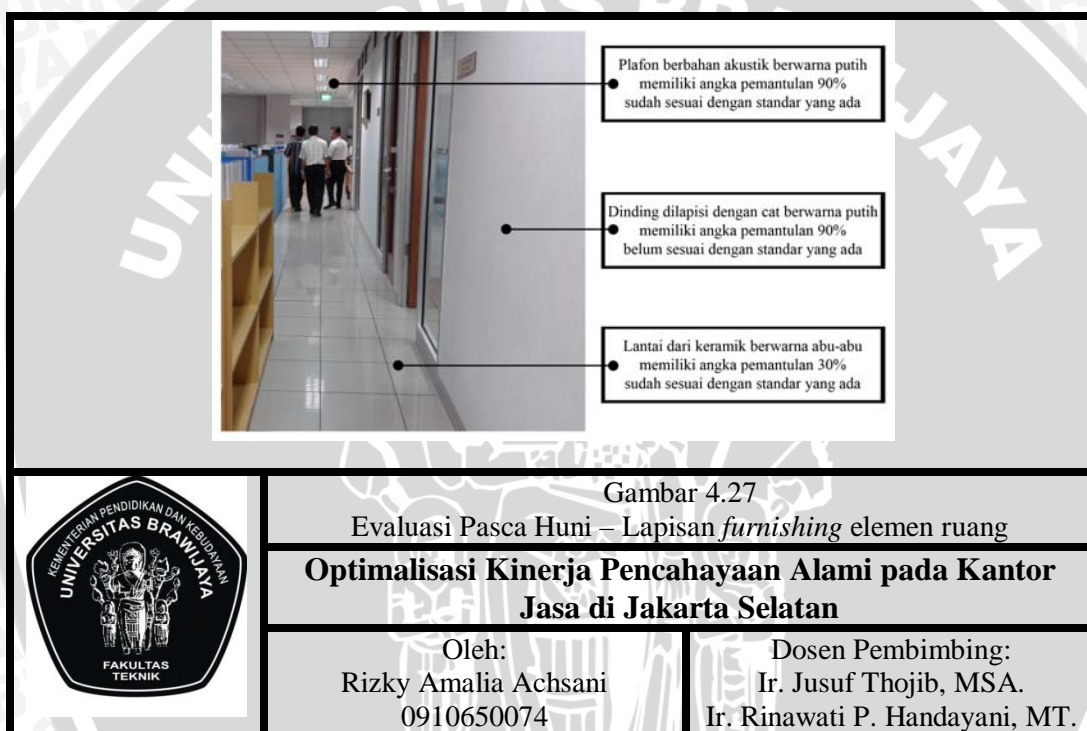 Plafon berbahan akustik berwarna putih
memiliki angka pemantulan 90%
sudah sesuai dengan standar yang ada
Dinding dilapisi dengan cat berwarna putih
memiliki angka pemantulan 90%
belum sesuai dengan standar yang ada
Lantai dari keramik berwarna abu-abu
memiliki angka pemantulan 30%
sudah sesuai dengan standar yang ada
KEMENTERIAN PENDIDIKAN DAN KEBUDAYAAN
UNIVERSITAS BRAWIJAYA
FAKULTAS
TEKNIK
Gambar 4.27
Evaluasi Pasca Huni – Lapisan furnishing elemen ruang
Optimalisasi Kinerja Pencahayaan Alami pada Kantor
Jasa di Jakarta Selatan
Oleh:
Rizky Amalia Achsani
0910650074
Dosen Pembimbing:
Ir. Jusuf Thojib, MSA.
Ir. Rinawati P. Handayani, MT.